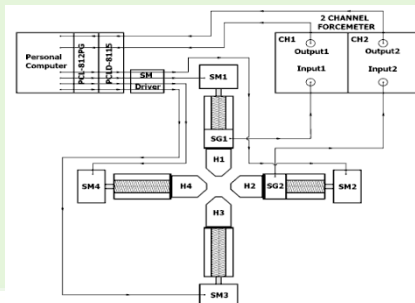 2 CHANNEL
FORCEMETER
CH1
CH2
Output1
Output2
Input1
Input2
Personal
Computer
PCL-812PG
PCLD-8115
SM
Driver
SM1
SG1
H1
SM4
H4
H2
SG2
SM2
H3
SM3